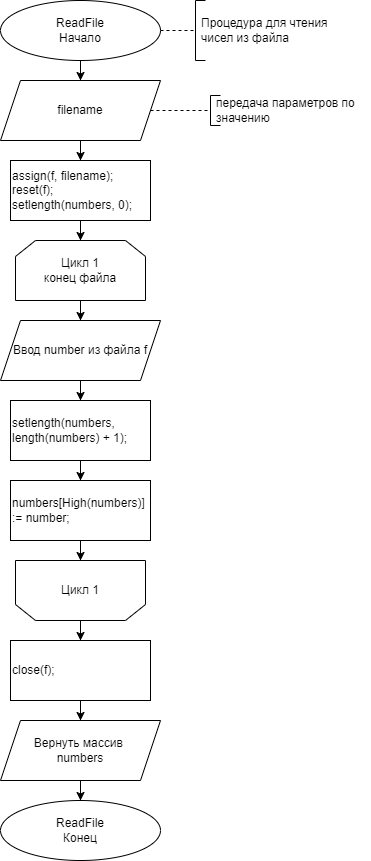 ReadFile
Начало
Процедура для чтения
чисел из файла
filename
передача параметров по
значению
assign(f, filename);
reset(f);
setlength(numbers, 0);
Цикл 1
конец файла
Ввод number из файла f
setlength(numbers,
length(numbers) + 1);
numbers[High(numbers)]
:= number;
Цикл 1
close(f);
Вернуть массив
numbers
ReadFile
Конец